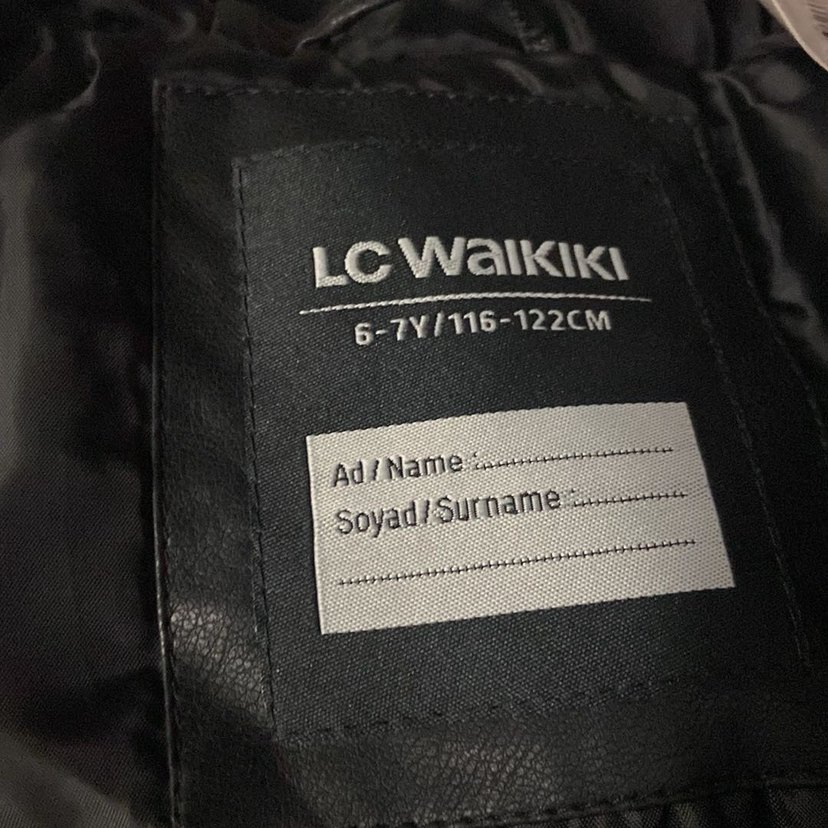 LC WAIKIKI
6-7Y/116-122CM
Ad / Name :
Soyad / Surname :